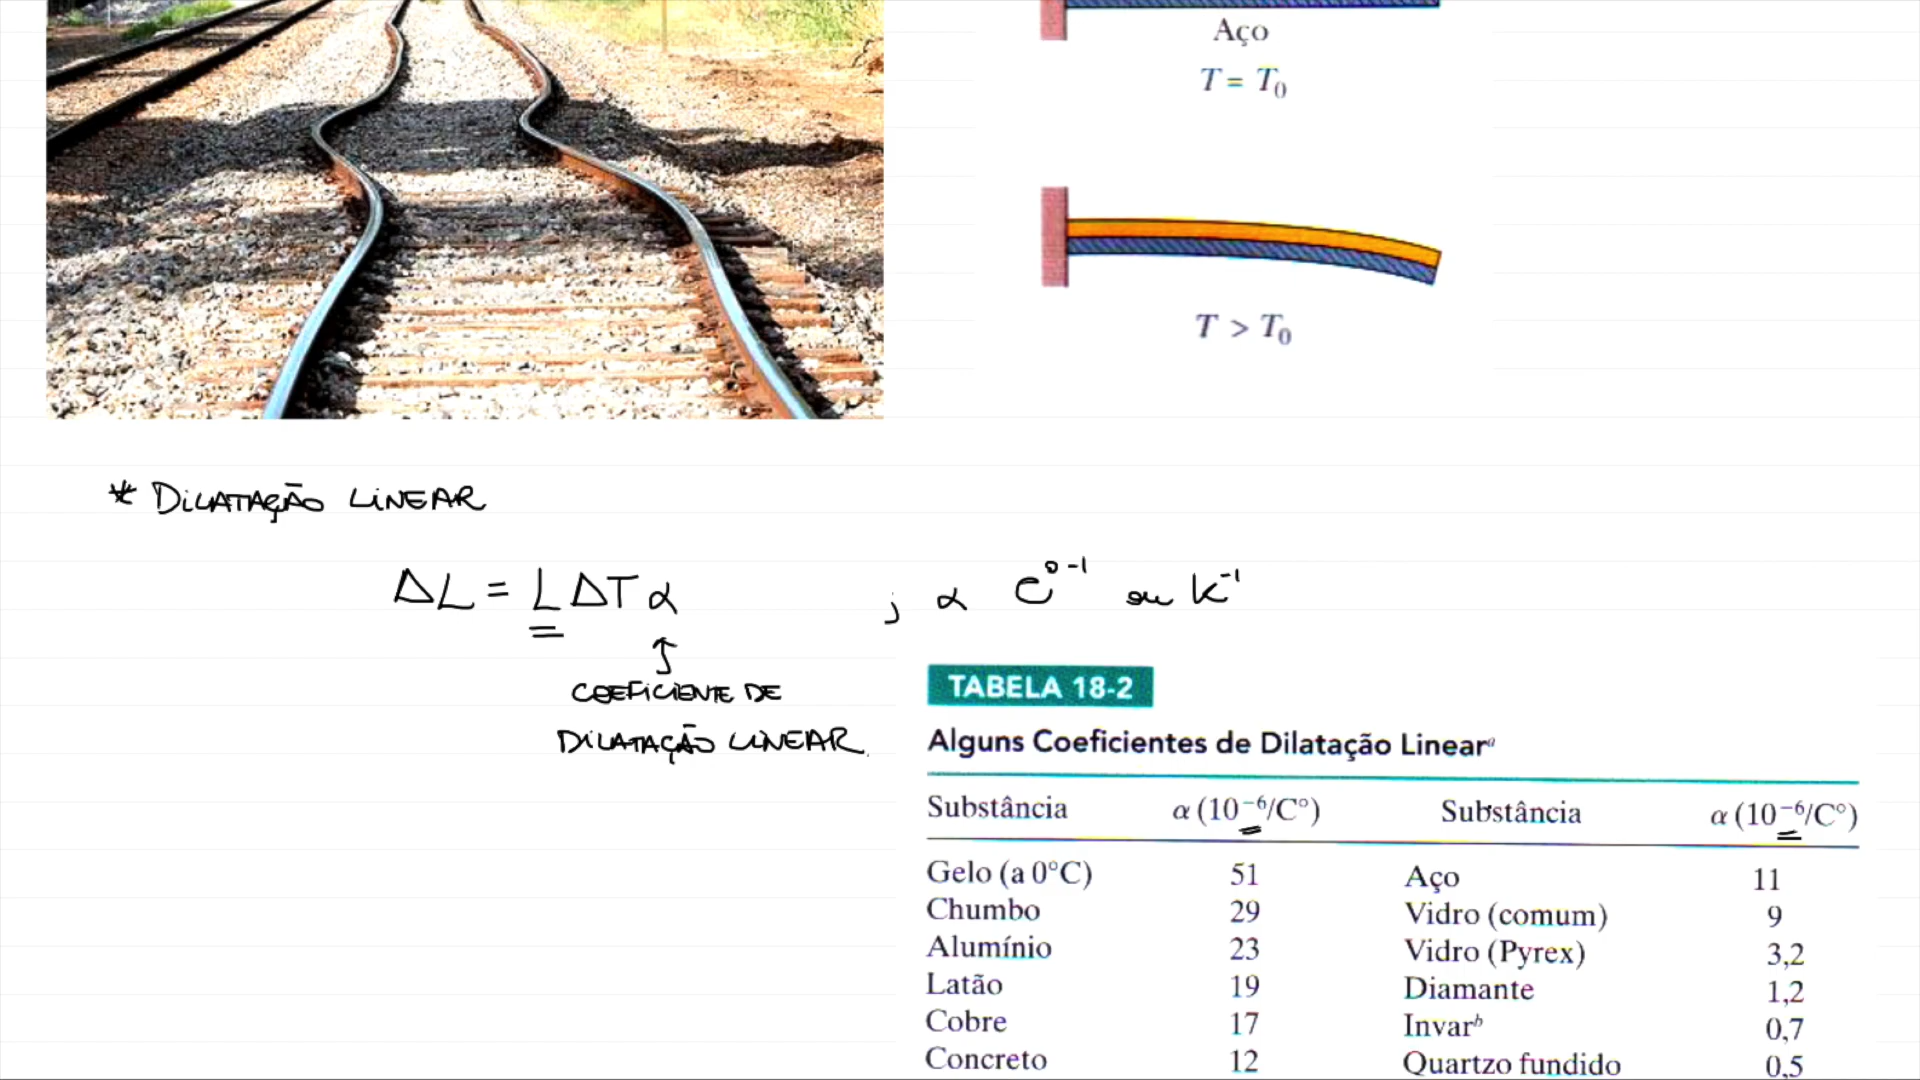 Aço
T = T₀
T > T₀
* DILATAÇÃO LINEAR
ΔL = L ΔT α ; α C°⁻¹ ou K⁻¹
COEFICIENTE DE
DILATAÇÃO LINEAR.
TABELA 18-2
Alguns Coeficientes de Dilatação Linearᵃ
Substância α (10⁻⁶/C°) Substância α (10⁻⁶/C°)
Gelo (a 0°C) 51 Aço 11
Chumbo 29 Vidro (comum) 9
Alumínio 23 Vidro (Pyrex) 3,2
Latão 19 Diamante 1,2
Cobre 17 Invarᵇ 0,7
Concreto 12 Quartzo fundido 0,5